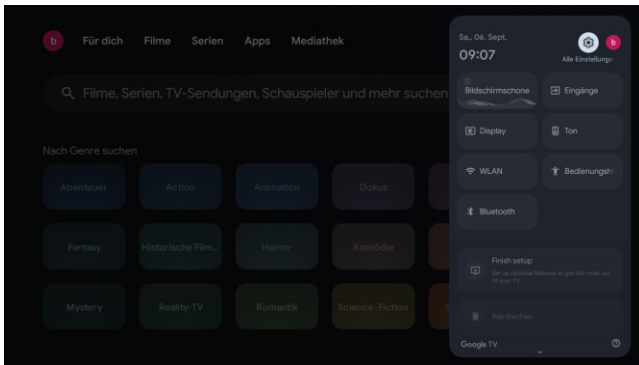 b Für dich Filme Serien Apps Mediathek
Filme, Serien, TV-Sendungen, Schauspieler und mehr suchen
Nach Genre suchen
Abenteuer Action Animation Dokus
Fantasy Historische Film... Horror Komödie
Mystery Reality-TV Romantik Science-Fiction
Sa., 06. Sept.
09:07
b
Alle Einstellunge
Bildschirmschone Eingänge
Display Ton
WLAN Bedienungshi
Bluetooth
Finish setup
Set up optional features to get the most out
of your TV
Alle löschen
Google TV